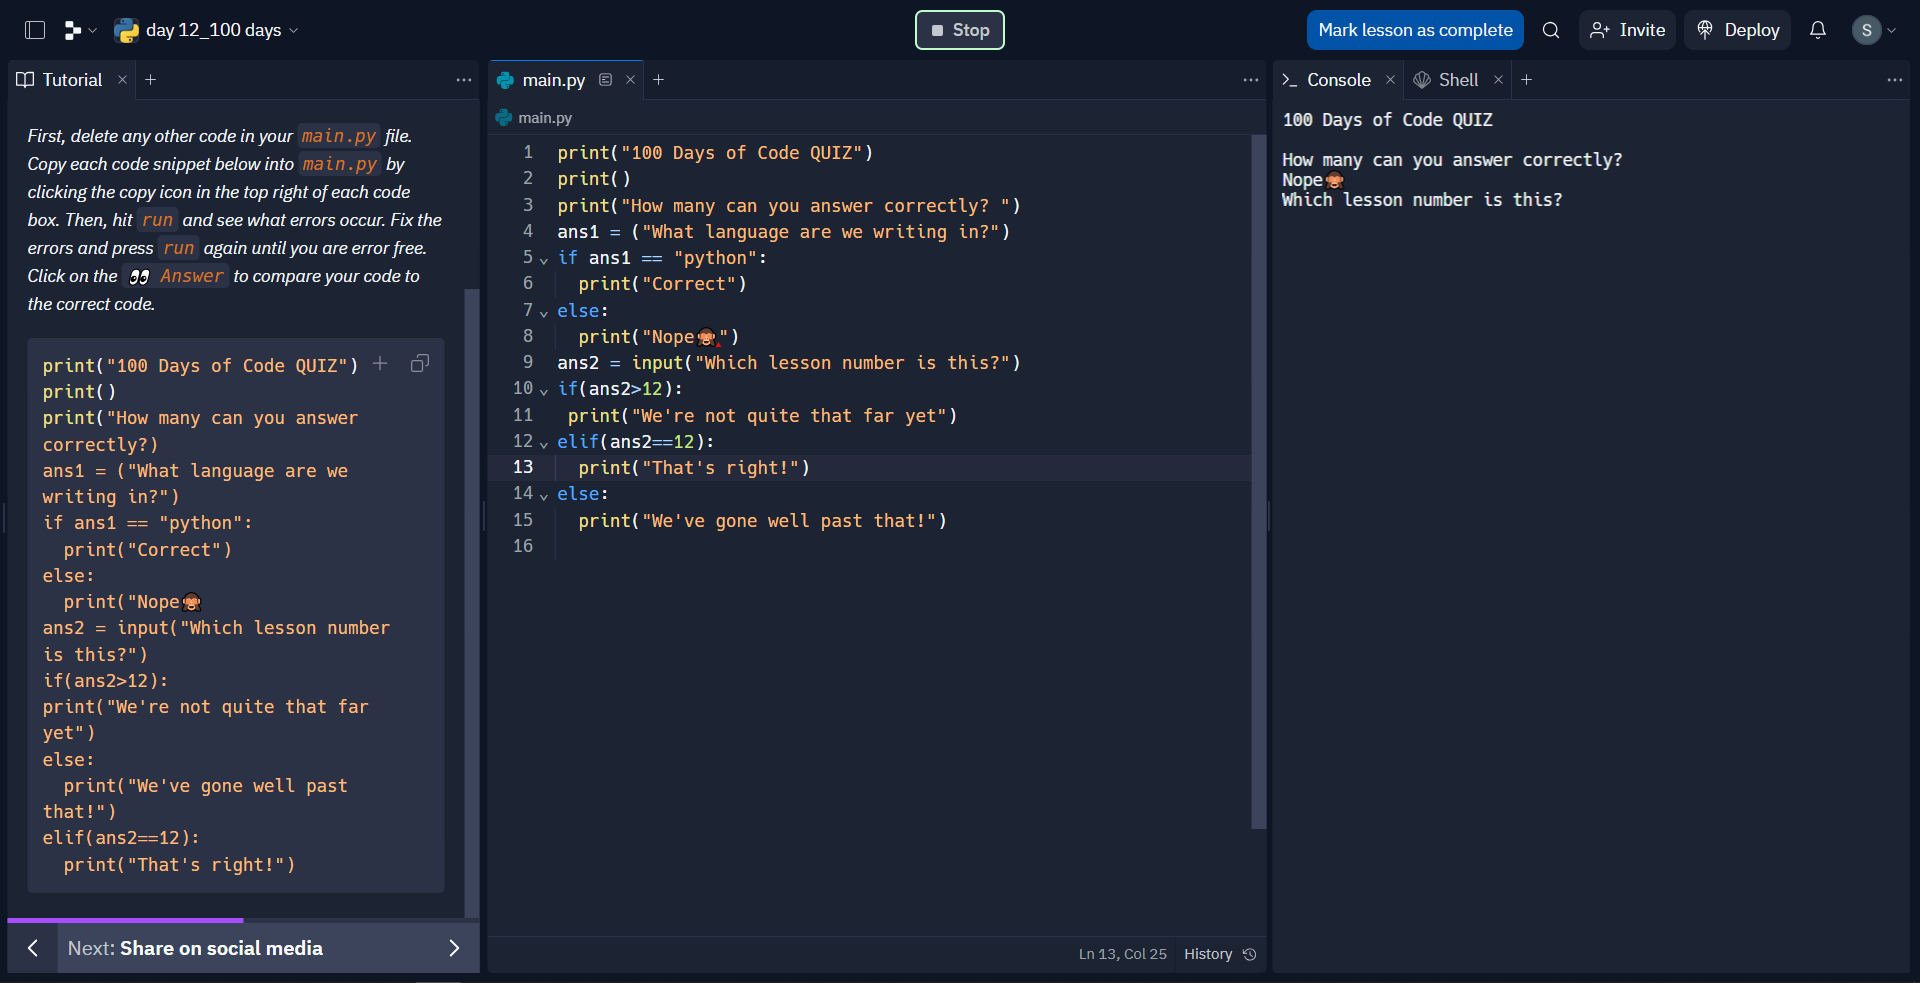 day 12_100 days
Stop
Mark lesson as complete
Invite
Deploy
S
Tutorial
First, delete any other code in your main.py file.
Copy each code snippet below into main.py by
clicking the copy icon in the top right of each code
box. Then, hit run and see what errors occur. Fix the
errors and press run again until you are error free.
Click on the 👀 Answer to compare your code to
the correct code.
print("100 Days of Code QUIZ")
print()
print("How many can you answer
correctly?)
ans1 = ("What language are we
writing in?")
if ans1 == "python":
print("Correct")
else:
print("Nope🙈
ans2 = input("Which lesson number
is this?")
if(ans2>12):
print("We're not quite that far
yet")
else:
print("We've gone well past
that!")
elif(ans2==12):
print("That's right!")
Next: Share on social media
main.py
main.py
1 print("100 Days of Code QUIZ")
2 print()
3 print("How many can you answer correctly? ")
4 ans1 = ("What language are we writing in?")
5 if ans1 == "python":
6 print("Correct")
7 else:
8 print("Nope🙈")
9 ans2 = input("Which lesson number is this?")
10 if(ans2>12):
11 print("We're not quite that far yet")
12 elif(ans2==12):
13 print("That's right!")
14 else:
15 print("We've gone well past that!")
16
Ln 13, Col 25 History
Console
Shell
100 Days of Code QUIZ
How many can you answer correctly?
Nope🙈
Which lesson number is this?